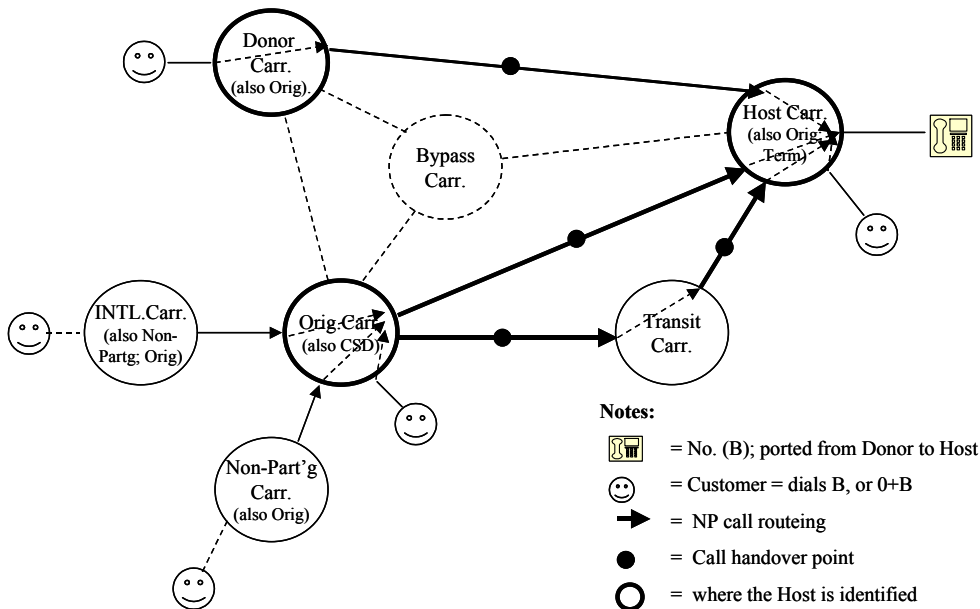 Donor
Carr.
(also Orig).
Host Carr.
(also Orig;
Term)
Bypass
Carr.
INTL.Carr.
(also Non-
Partg; Orig)
Orig.Carr.
(also CSD)
Transit
Carr.
Non-Part'g
Carr.
(also Orig)
Notes:
= No. (B); ported from Donor to Host
= Customer = dials B, or 0+B
= NP call routeing
= Call handover point
= where the Host is identified